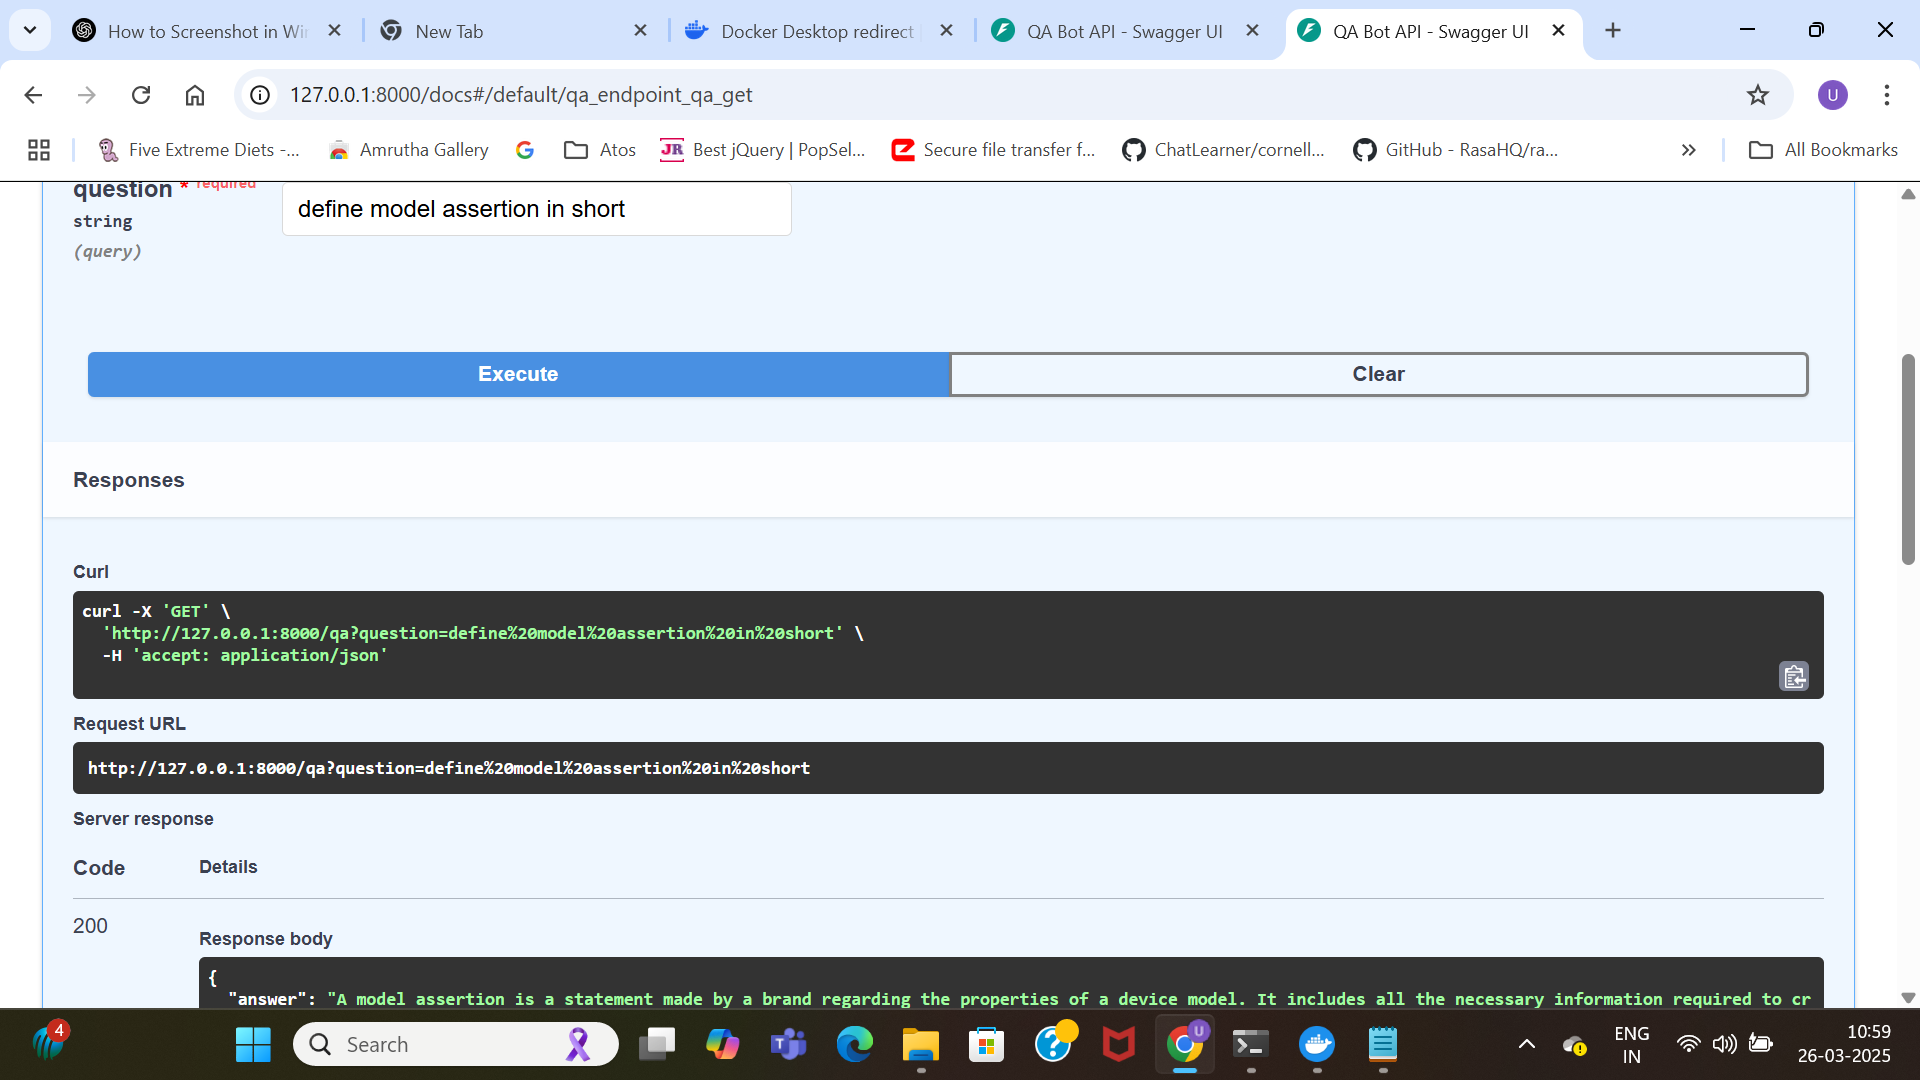 How to Screenshot in Wi
New Tab
Docker Desktop redirect
QA Bot API - Swagger UI
QA Bot API - Swagger UI
127.0.0.1:8000/docs#/default/qa_endpoint_qa_get
U
Five Extreme Diets -...
Amrutha Gallery
Atos
JR
Best jQuery | PopSel...
Secure file transfer f...
ChatLearner/cornell...
GitHub - RasaHQ/ra...
All Bookmarks
question * required
define model assertion in short
string
(query)
Execute
Clear
Responses
Curl
curl -X 'GET' \
'http://127.0.0.1:8000/qa?question=define%20model%20assertion%20in%20short' \
-H 'accept: application/json'
Request URL
http://127.0.0.1:8000/qa?question=define%20model%20assertion%20in%20short
Server response
Code
Details
200
Response body
{
"answer": "A model assertion is a statement made by a brand regarding the properties of a device model. It includes all the necessary information required to cr
4
Search
U
ENG
IN
10:59
26-03-2025